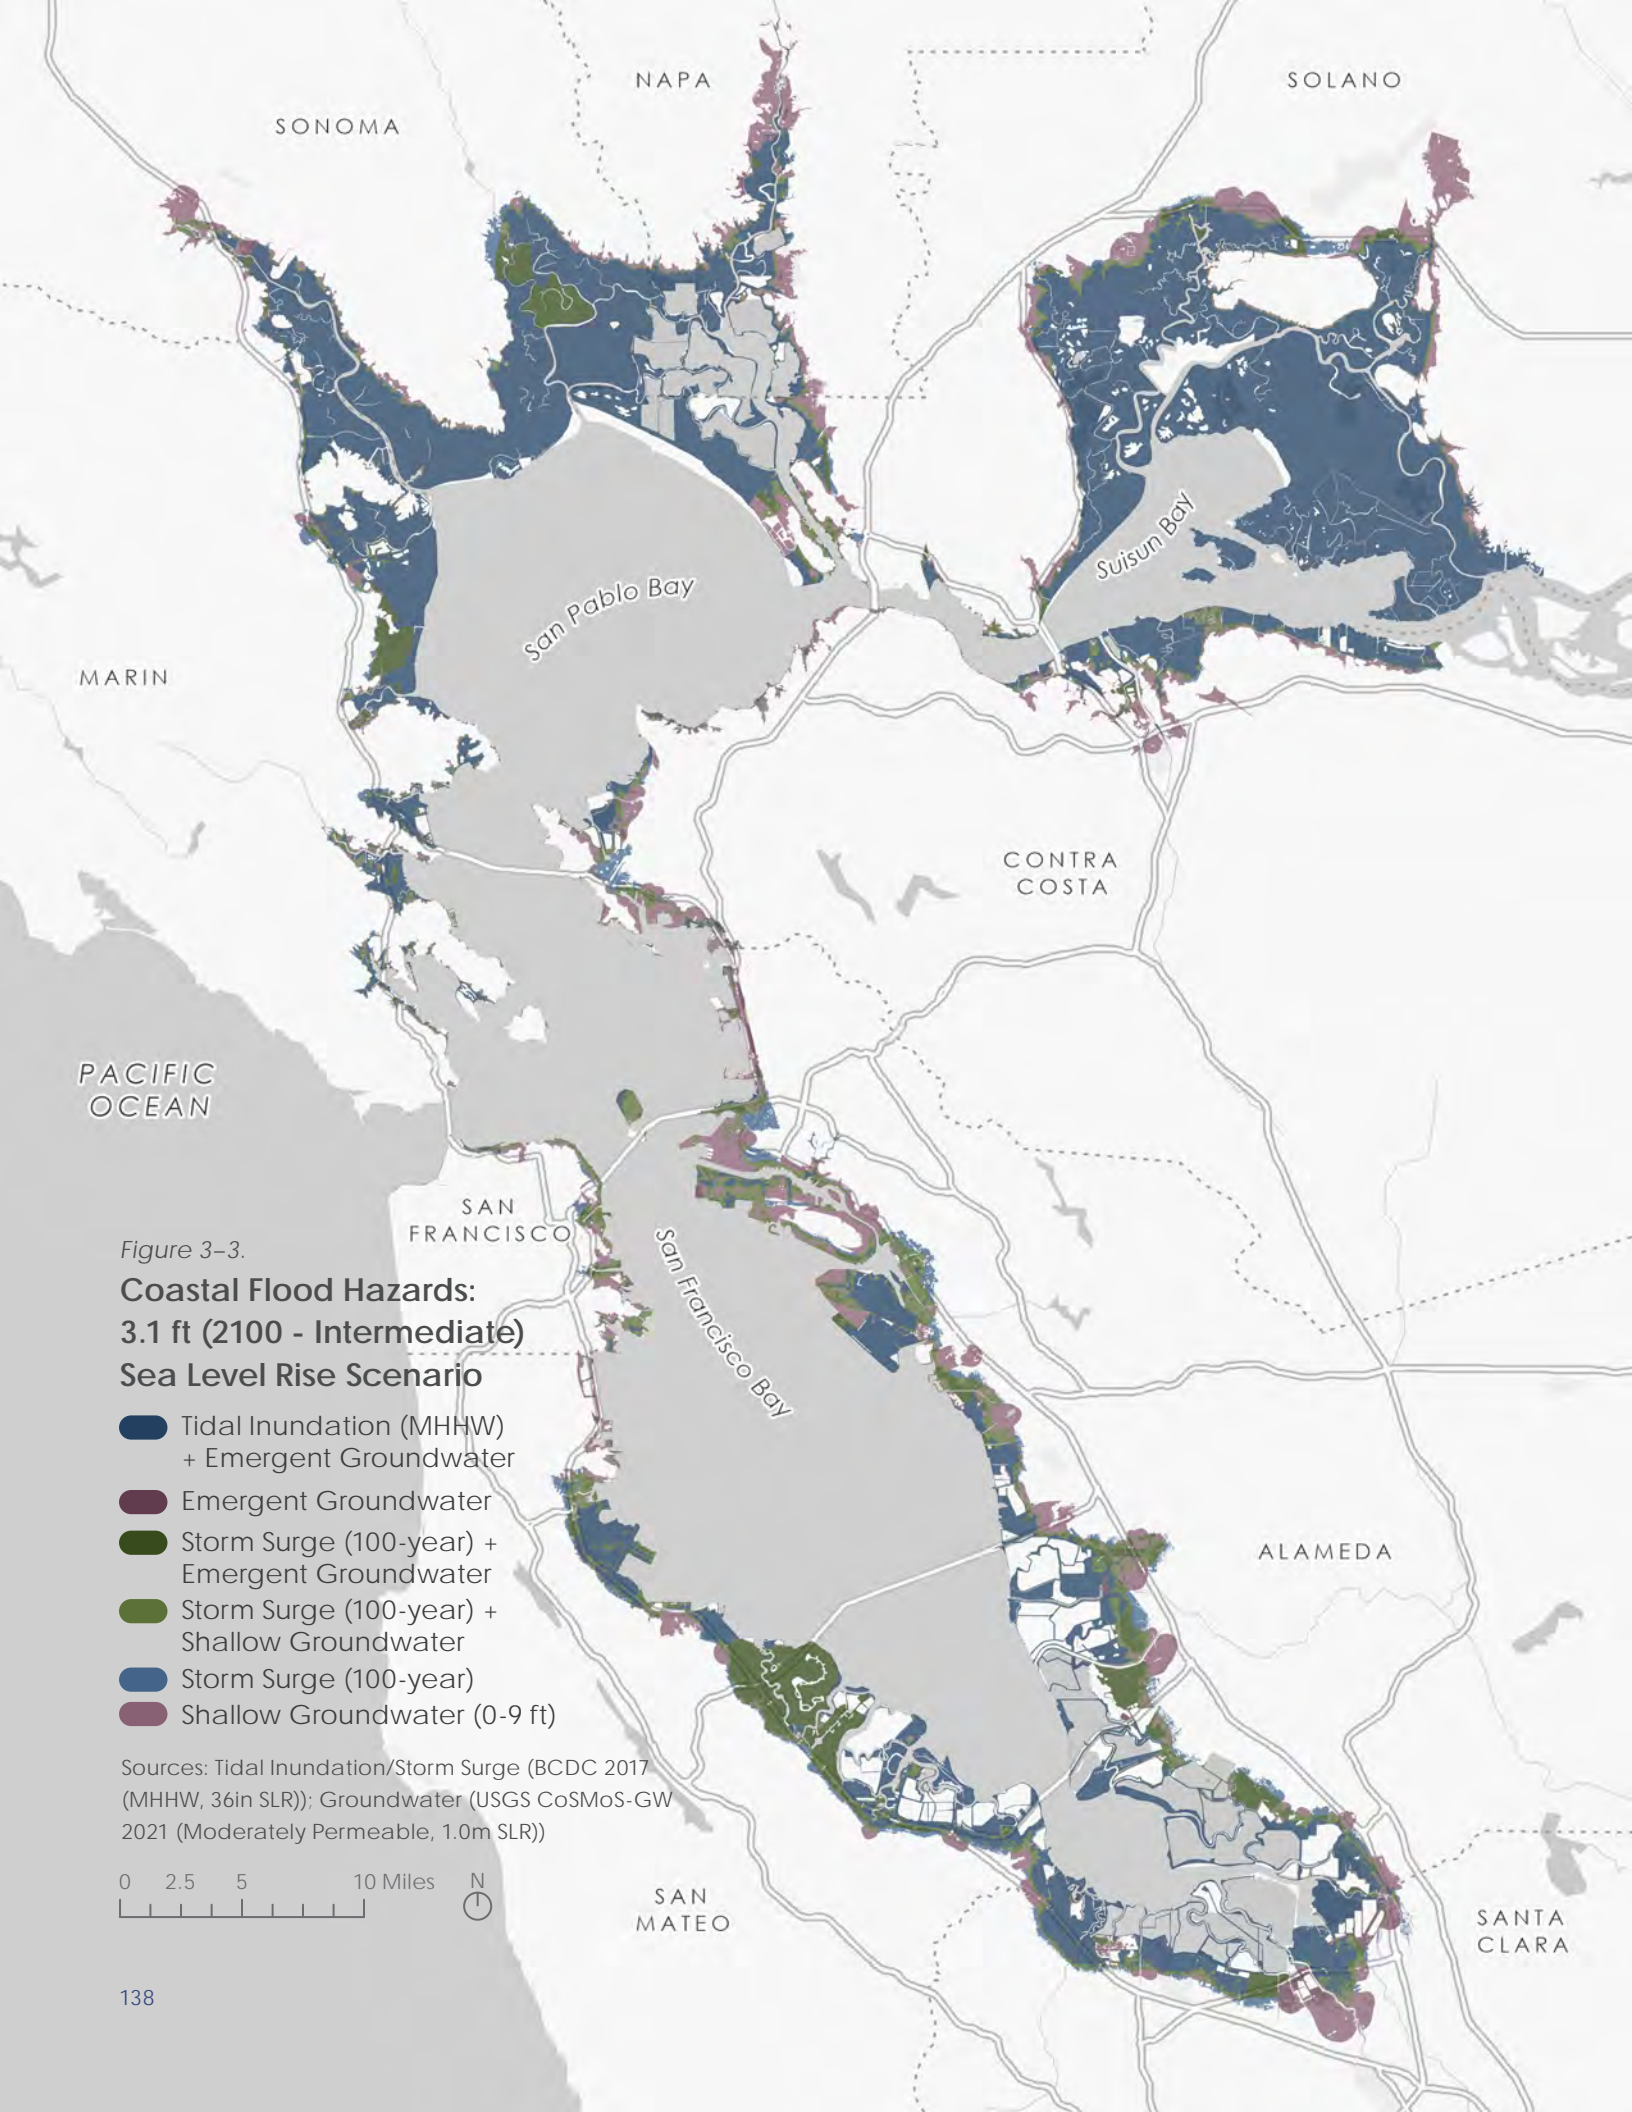 NAPA
SOLANO
SONOMA
Suisun Bay
San Pablo Bay
MARIN
CONTRA
COSTA
PACIFIC
OCEAN
SAN
FRANCISCO
San Francisco Bay
Figure 3–3.
Coastal Flood Hazards:
3.1 ft (2100 - Intermediate)
Sea Level Rise Scenario
Tidal Inundation (MHHW)
+ Emergent Groundwater
Emergent Groundwater
Storm Surge (100-year) +
Emergent Groundwater
Storm Surge (100-year) +
Shallow Groundwater
Storm Surge (100-year)
Shallow Groundwater (0-9 ft)
Sources: Tidal Inundation/Storm Surge (BCDC 2017
(MHHW, 36in SLR)); Groundwater (USGS CoSMoS-GW
2021 (Moderately Permeable, 1.0m SLR))
0 2.5 5 10 Miles N
ALAMEDA
SAN
MATEO
SANTA
CLARA
138